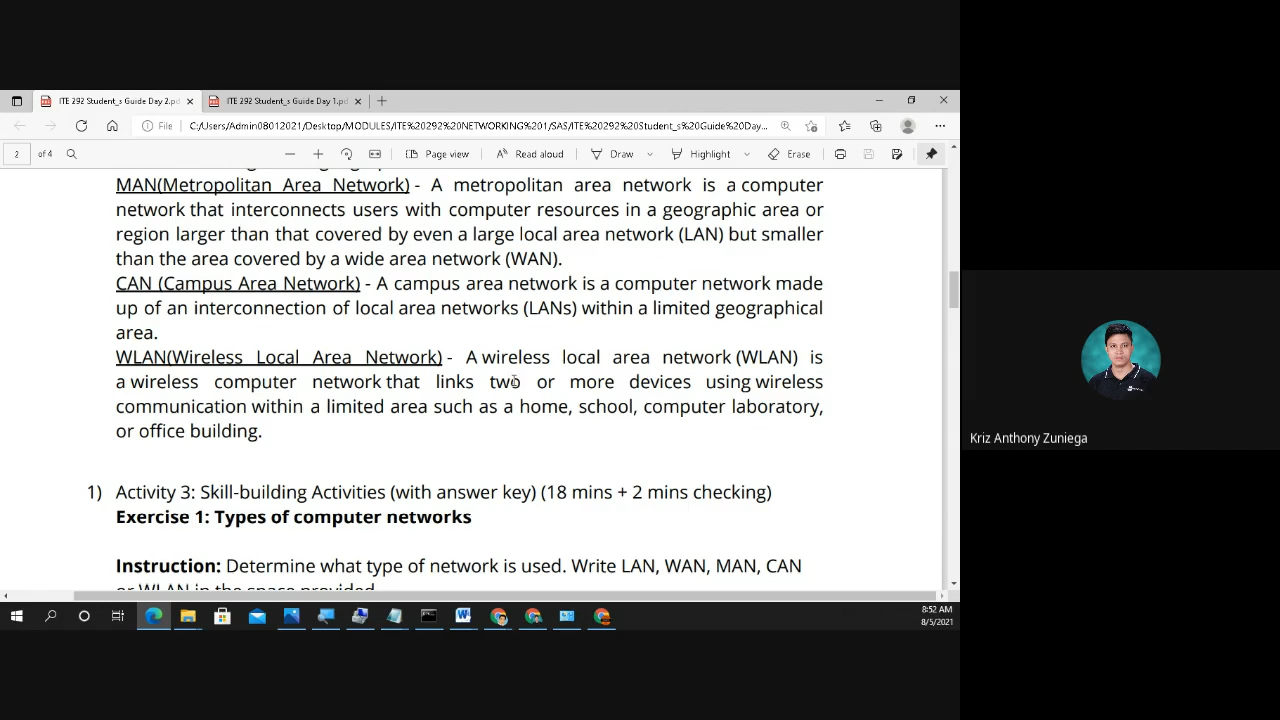 ITE 292 Student_s Guide Day 2.pd
ITE 292 Student_s Guide Day 1.pd
File
C:/Users/Admin08012021/Desktop/MODULES/ITE%20292%20NETWORKING%201/SAS/ITE%20292%20Student_s%20Guide%20Day...
2 of 4
Page view
Read aloud
Draw
Highlight
Erase
MAN(Metropolitan Area Network) - A metropolitan area network is a computer
network that interconnects users with computer resources in a geographic area or
region larger than that covered by even a large local area network (LAN) but smaller
than the area covered by a wide area network (WAN).
CAN (Campus Area Network) - A campus area network is a computer network made
up of an interconnection of local area networks (LANs) within a limited geographical
area.
WLAN(Wireless Local Area Network) - A wireless local area network (WLAN) is
a wireless computer network that links two or more devices using wireless
communication within a limited area such as a home, school, computer laboratory,
or office building.
1) Activity 3: Skill-building Activities (with answer key) (18 mins + 2 mins checking)
Exercise 1: Types of computer networks
Instruction: Determine what type of network is used. Write LAN, WAN, MAN, CAN
or WLAN in the space provided
Kriz Anthony Zuniega
8:52 AM
8/5/2021